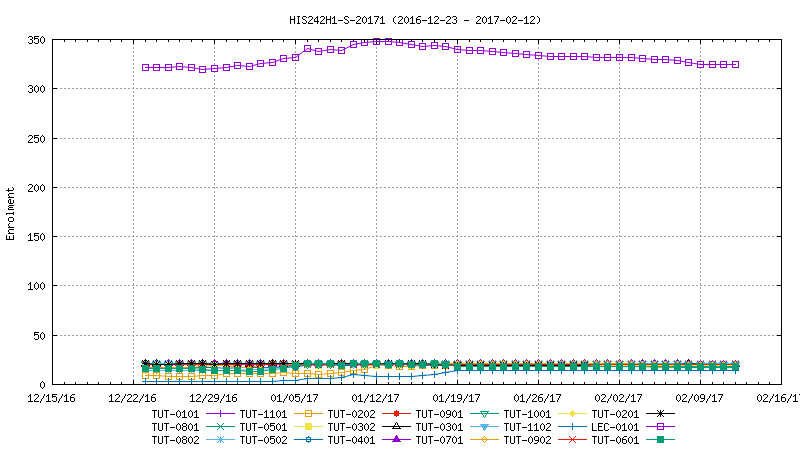 HIS242H1-S-20171 (2016-12-23 - 2017-02-12)
350
300
250
200
150
100
50
0
Enrolment
12/15/16 12/22/16 12/29/16 01/05/17 01/12/17 01/19/17 01/26/17 02/02/17 02/09/17 02/16/1
TUT-0101 TUT-1101 TUT-0202 TUT-0901 TUT-1001 TUT-0201
TUT-0801 TUT-0501 TUT-0302 TUT-0301 TUT-1102 LEC-0101
TUT-0802 TUT-0502 TUT-0401 TUT-0701 TUT-0902 TUT-0601